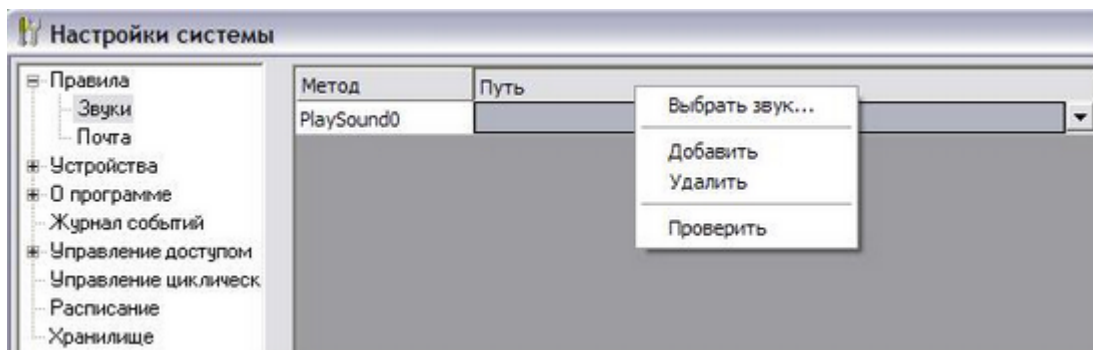 Настройки системы
Правила
Звуки
Почта
Устройства
О программе
Журнал событий
Управление доступом
Управление циклическ
Расписание
Хранилище
Метод Путь
PlaySound0
Выбрать звук...
Добавить
Удалить
Проверить